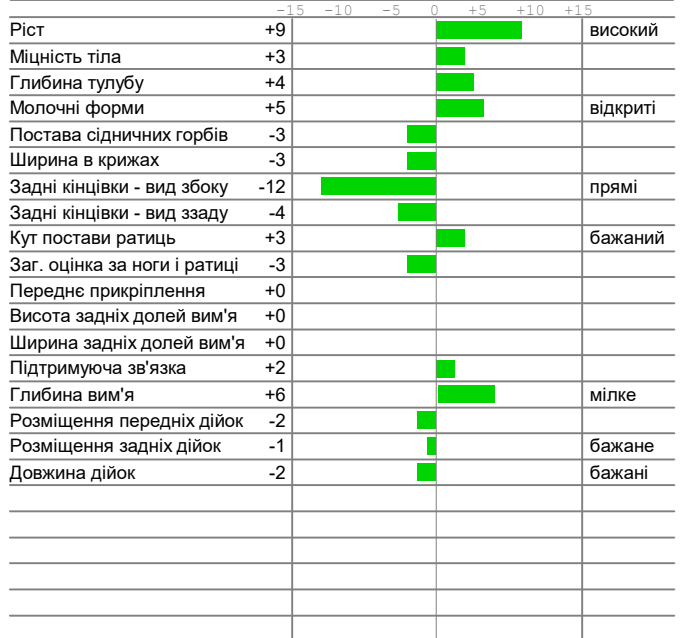 -15 -10 -5 0 +5 +10 +15
Ріст +9 високий
Міцність тіла +3
Глибина тулубу +4
Молочні форми +5 відкриті
Постава сідничних горбів -3
Ширина в крижах -3
Задні кінцівки - вид збоку -12 прямі
Задні кінцівки - вид ззаду -4
Кут постави ратиць +3 бажаний
Заг. оцінка за ноги і ратиці -3
Переднє прикріплення +0
Висота задніх долей вим'я +0
Ширина задніх долей вим'я +0
Підтримуюча зв'язка +2
Глибина вим'я +6 мілке
Розміщення передніх дійок -2
Розміщення задніх дійок -1 бажане
Довжина дійок -2 бажані